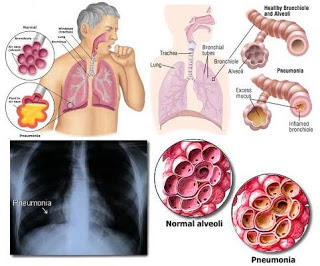 Normal
Windpipe
(trachea)
Lung
Bronchus
Pneumonia
Trachea
Lung
Bronchial
tubes
Bronchiole
Alveoli
Healthy Bronchiole
and Alveoli
Pneumonia
Excess
mucus
Inflamed
bronchiole
Pneumonia
Normal alveoli
Pneumonia